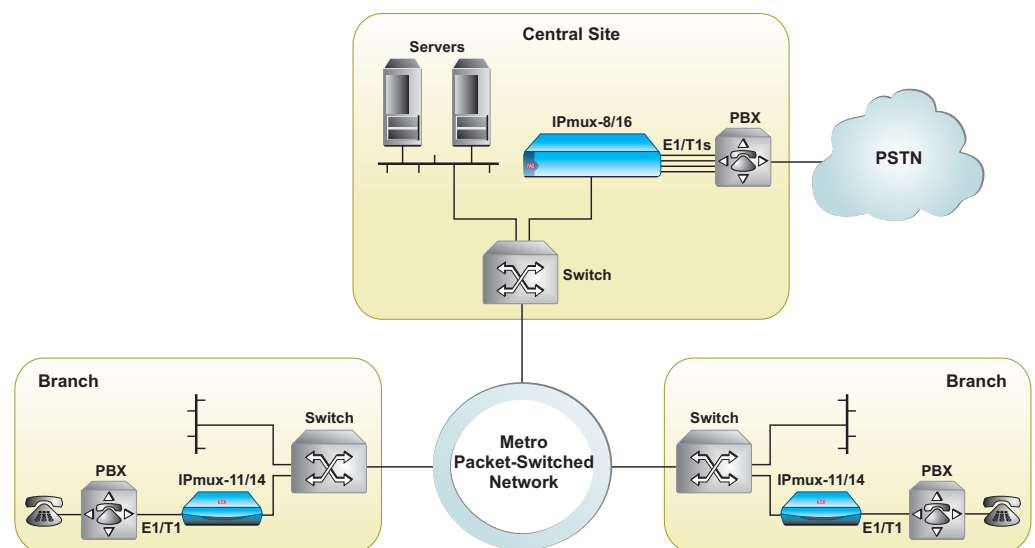 Central Site
Servers
IPmux-8/16
E1/T1s
PBX
PSTN
Switch
Branch
Switch
PBX
IPmux-11/14
E1/T1
Metro
Packet-Switched
Network
Branch
Switch
IPmux-11/14
PBX
E1/T1